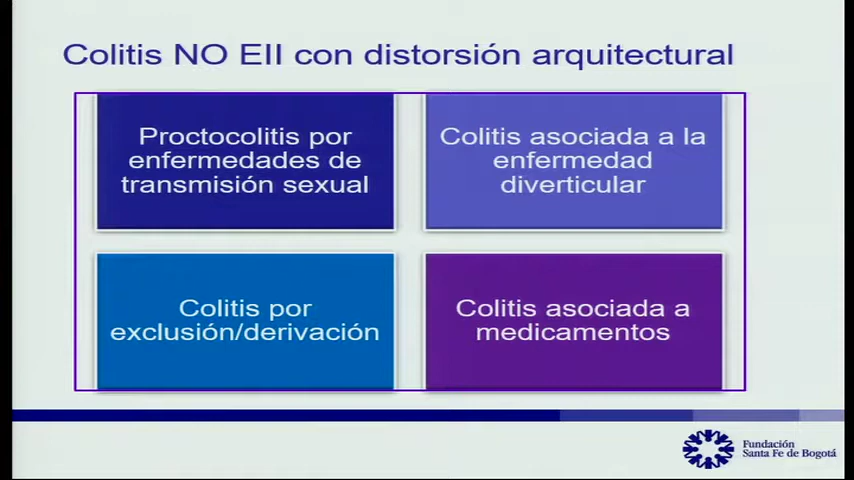 Colitis NO EII con distorsión arquitectural
Proctocolitis por
enfermedades de
transmisión sexual
Colitis asociada a la
enfermedad
diverticular
Colitis por
exclusión/derivación
Colitis asociada a
medicamentos
Fundación
Santa Fe de Bogotá